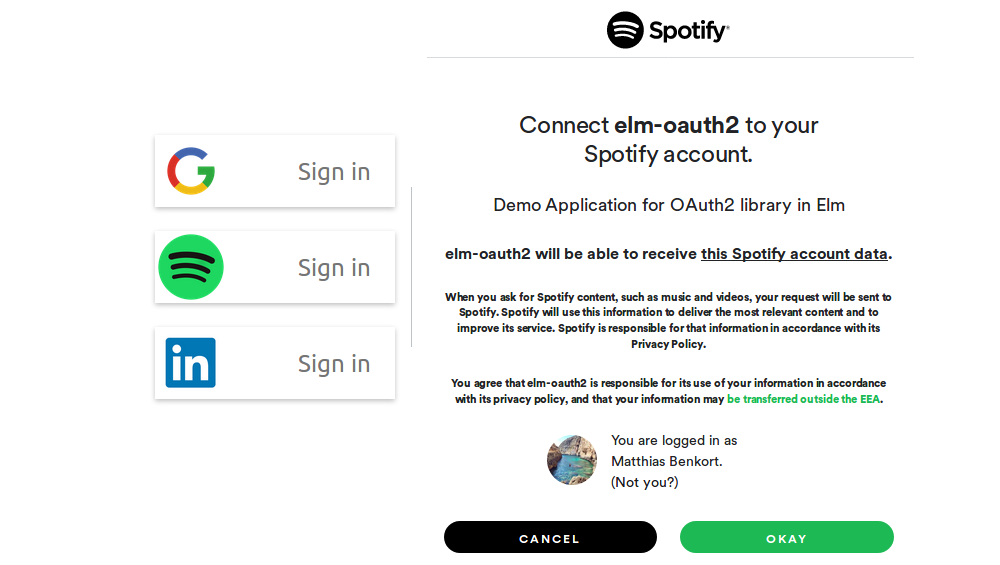 Sign in
Sign in
in
Sign in
Spotify®
Connect elm-oauth2 to your
Spotify account.
Demo Application for OAuth2 library in Elm
elm-oauth2 will be able to receive this Spotify account data.
When you ask for Spotify content, such as music and videos, your request will be sent to
Spotify. Spotify will use this information to deliver the most relevant content and to
improve its service. Spotify is responsible for that information in accordance with its
Privacy Policy.
You agree that elm-oauth2 is responsible for its use of your information in accordance
with its privacy policy, and that your information may be transferred outside the EEA.
You are logged in as
Matthias Benkort.
(Not you?)
CANCEL
OKAY